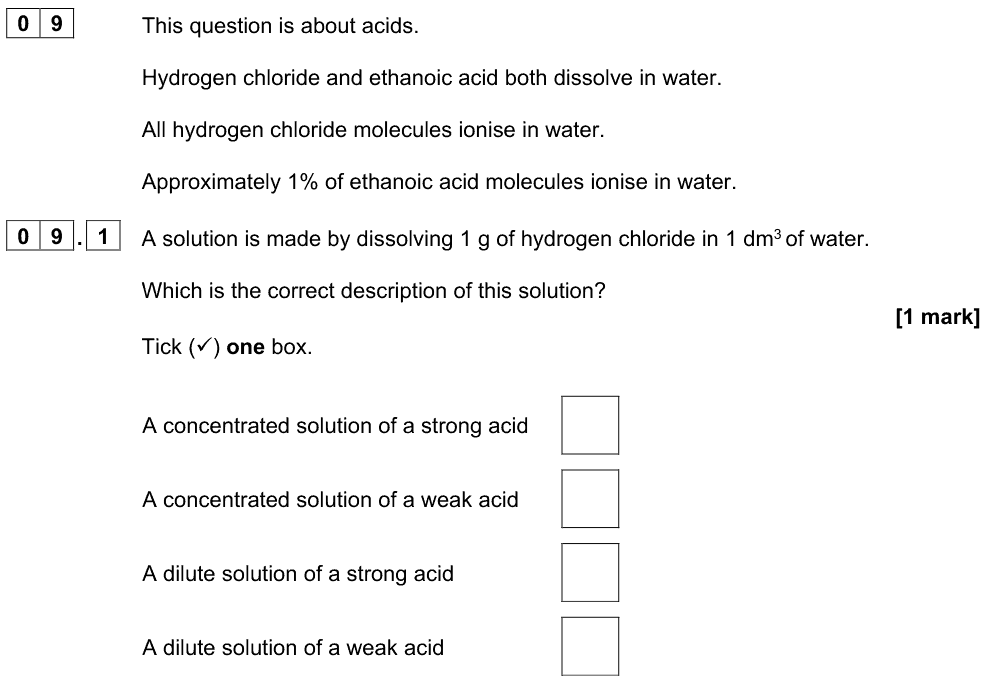 0 9 This question is about acids.
Hydrogen chloride and ethanoic acid both dissolve in water.
All hydrogen chloride molecules ionise in water.
Approximately 1% of ethanoic acid molecules ionise in water.
0 9 . 1 A solution is made by dissolving 1 g of hydrogen chloride in 1 dm³ of water.
Which is the correct description of this solution?
[1 mark]
Tick (✓) one box.
A concentrated solution of a strong acid
A concentrated solution of a weak acid
A dilute solution of a strong acid
A dilute solution of a weak acid